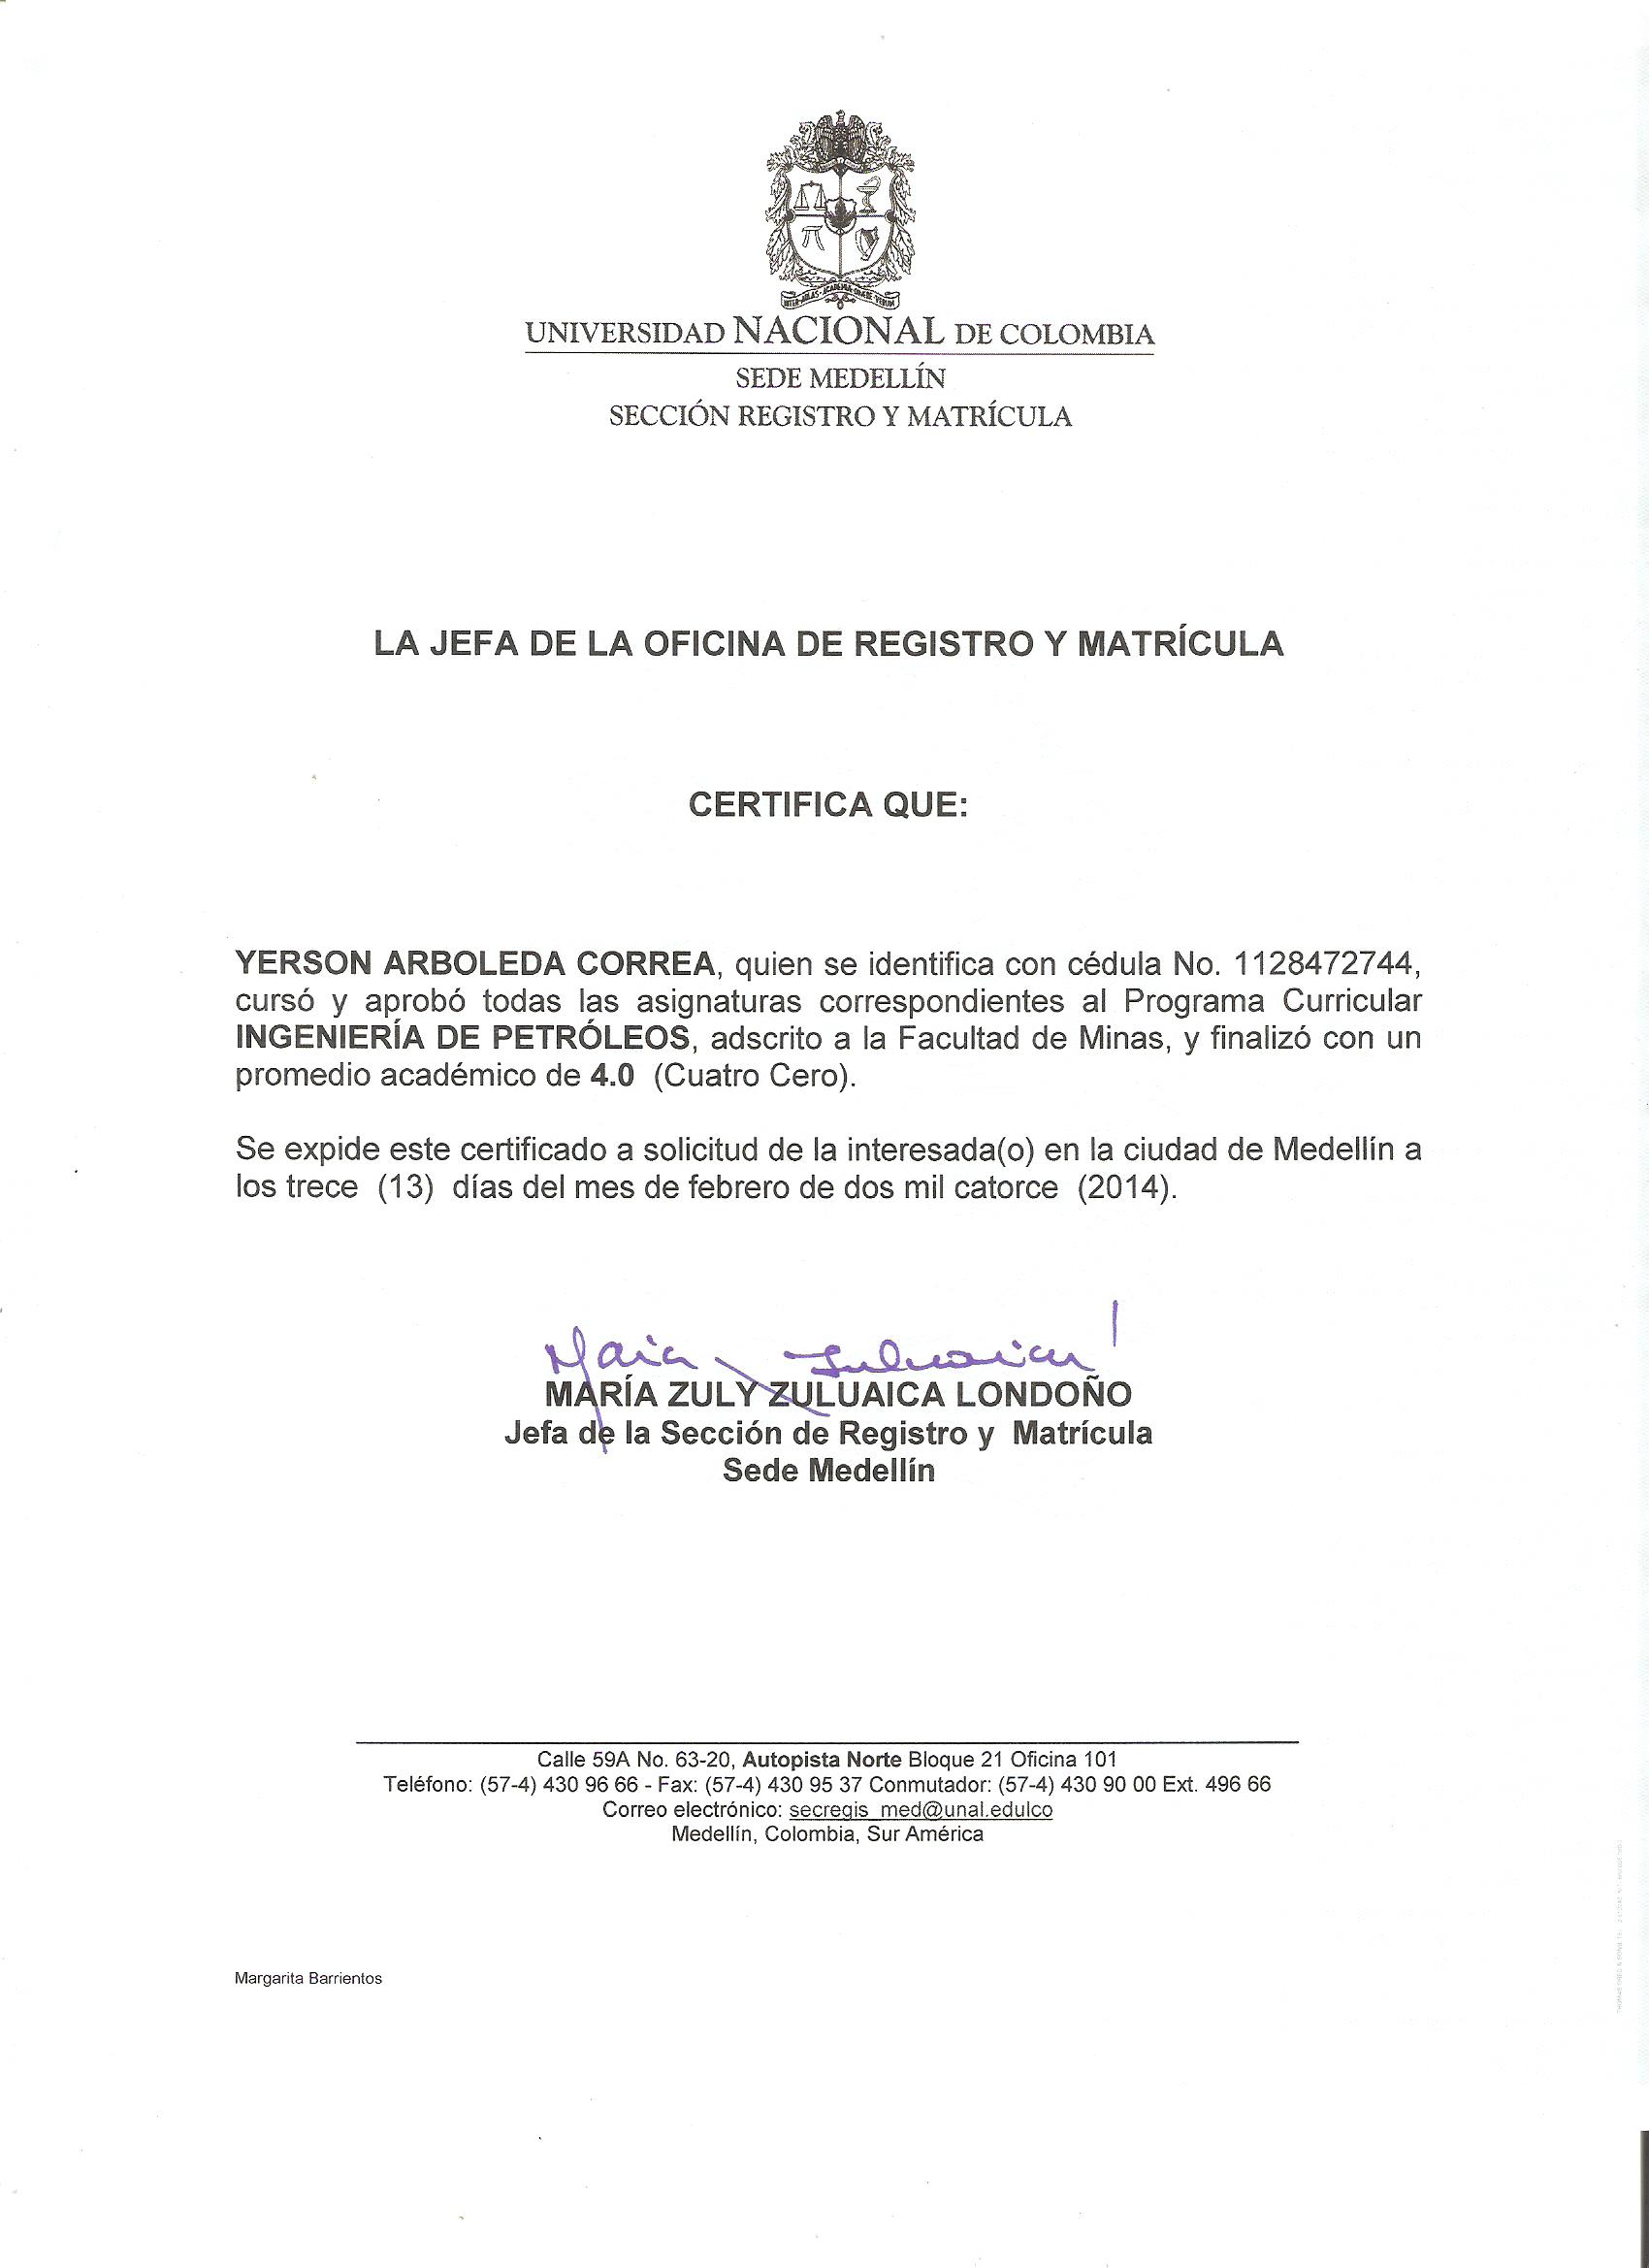 UNIVERSIDAD NACIONAL DE COLOMBIA
SEDE MEDELLÍN
SECCIÓN REGISTRO Y MATRÍCULA
LA JEFA DE LA OFICINA DE REGISTRO Y MATRÍCULA
CERTIFICA QUE:
YERSON ARBOLEDA CORREA, quien se identifica con cédula No. 1128472744,
cursó y aprobó todas las asignaturas correspondientes al Programa Curricular
INGENIERÍA DE PETRÓLEOS, adscrito a la Facultad de Minas, y finalizó con un
promedio académico de 4.0 (Cuatro Cero).
Se expide este certificado a solicitud de la interesada(o) en la ciudad de Medellín a
los trece (13) días del mes de febrero de dos mil catorce (2014).
MARÍA ZULY ZULUAICA LONDOÑO
Jefa de la Sección de Registro y Matrícula
Sede Medellín
Calle 59A No. 63-20, Autopista Norte Bloque 21 Oficina 101
Teléfono: (57-4) 430 96 66 - Fax: (57-4) 430 95 37 Conmutador: (57-4) 430 90 00 Ext. 496 66
Correo electrónico: secregis_med@unal.edulco
Medellín, Colombia, Sur América
Margarita Barrientos